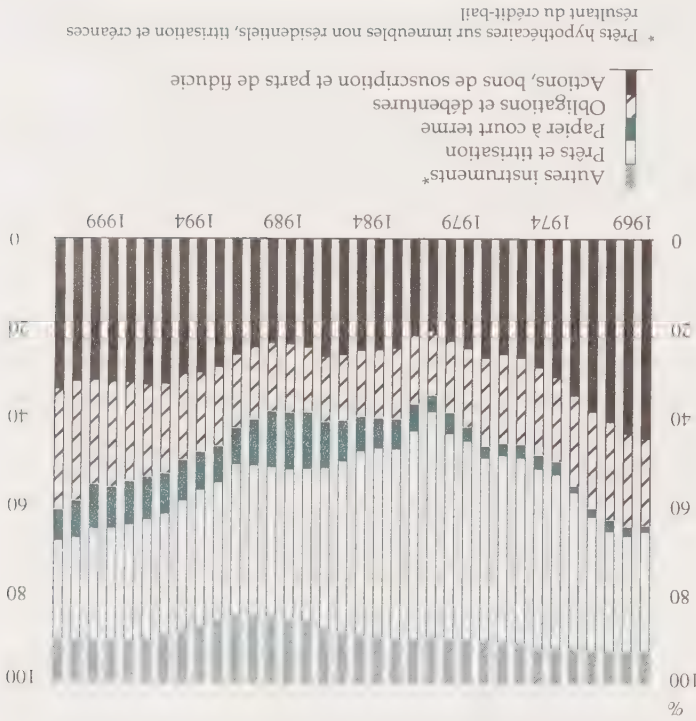 %
100 100
80 80
60 60
40 40
20 20
0 0
1969 1974 1979 1984 1989 1994 1999
Autres instruments*
Prêts et titrisation
Papier à court terme
Obligations et débentures
Actions, bons de souscription et parts de fiducie
* Prêts hypothécaires sur immeubles non résidentiels, titrisation et créances
résultant du crédit-bail